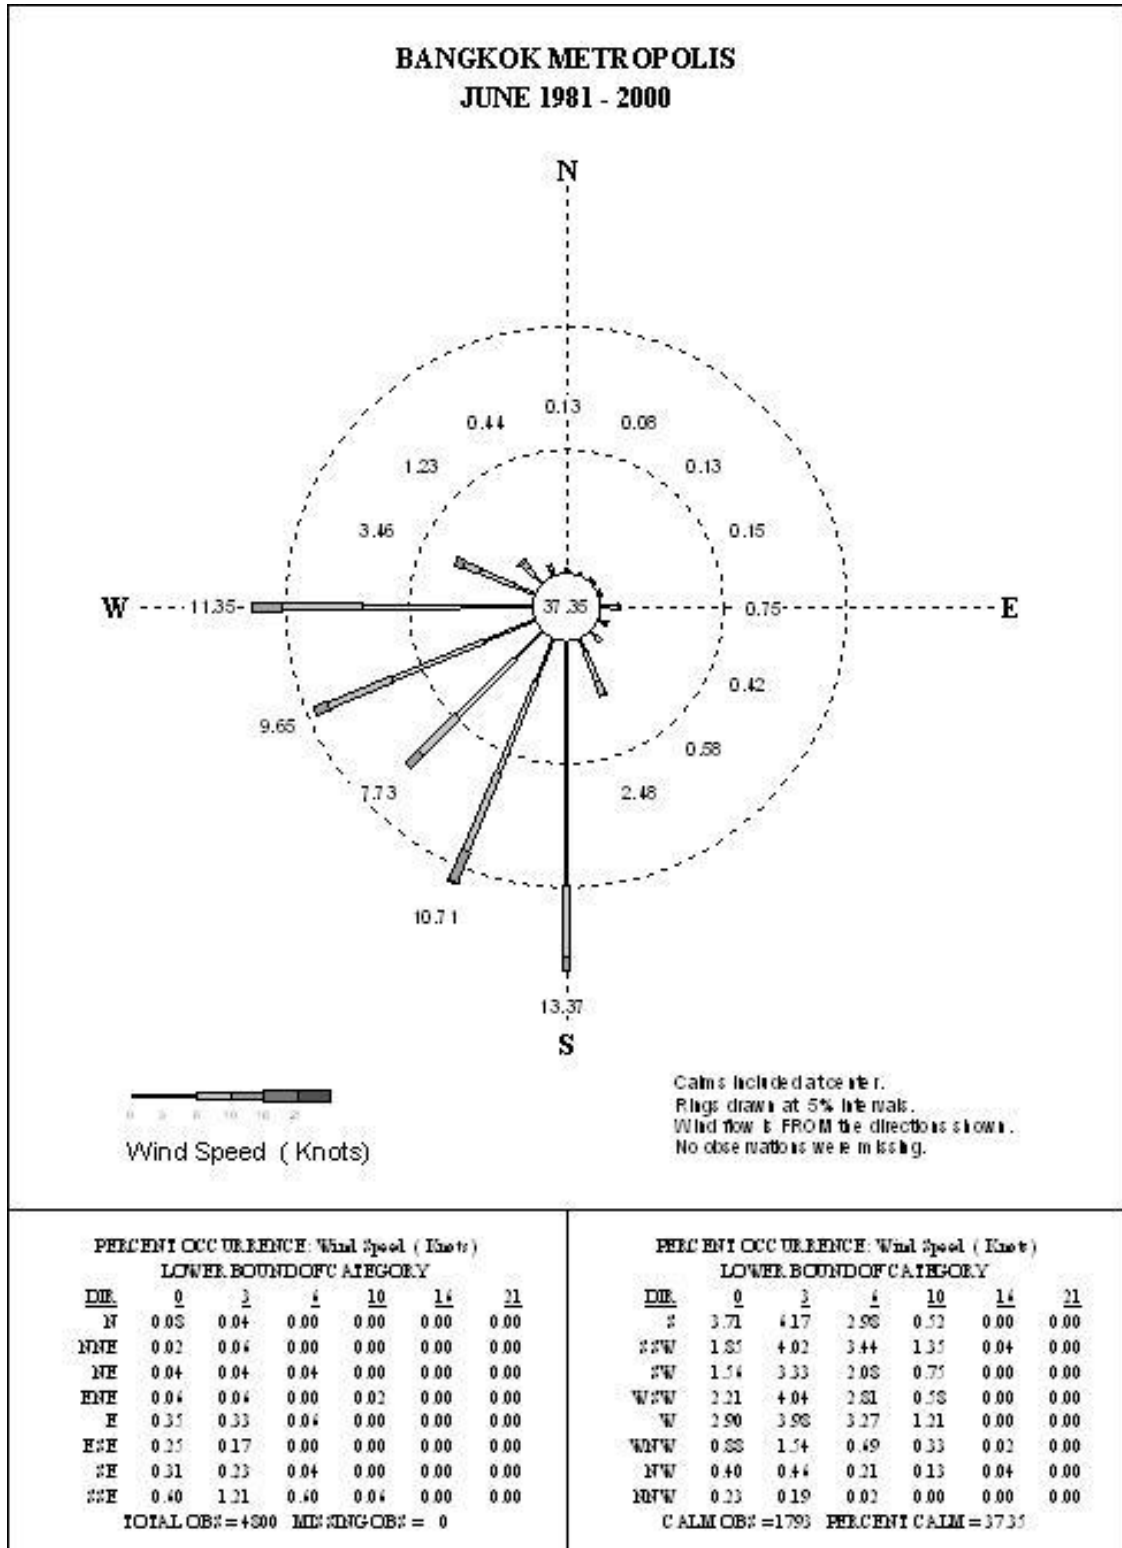 BANGKOK METROPOLIS
JUNE 1981 - 2000
N
0.13
0.44
0.08
1.23
0.13
3.46
0.15
W
11.35
37.35
0.75
E
0.42
9.65
0.58
7.73
2.48
10.71
13.37
S
0 3 6 10 16 21
Wind Speed ( Knots)
Calms included at center.
Rings drawn at 5% intervals.
Wind flow is FROM the directions shown.
No observations were missing.
PERCENT OCCURRENCE: Wind Speed ( Knots )
LOWER BOUND OF CATEGORY
DIR 0 3 6 10 16 21
N 0.08 0.04 0.00 0.00 0.00 0.00
NNE 0.02 0.06 0.00 0.00 0.00 0.00
NE 0.04 0.04 0.04 0.00 0.00 0.00
ENE 0.06 0.06 0.00 0.02 0.00 0.00
E 0.35 0.33 0.06 0.00 0.00 0.00
ESE 0.25 0.17 0.00 0.00 0.00 0.00
SE 0.31 0.23 0.04 0.00 0.00 0.00
SSE 0.60 1.21 0.60 0.06 0.00 0.00
TOTAL OBS = 4800 MISSING OBS = 0
PERCENT OCCURRENCE: Wind Speed ( Knots )
LOWER BOUND OF CATEGORY
DIR 0 3 6 10 16 21
S 3.71 6.17 2.98 0.52 0.00 0.00
SSW 1.85 4.02 3.44 1.35 0.04 0.00
SW 1.56 3.33 2.08 0.75 0.00 0.00
WSW 2.21 4.04 2.81 0.58 0.00 0.00
W 2.90 3.98 3.27 1.21 0.00 0.00
WNW 0.88 1.54 0.69 0.33 0.02 0.00
NW 0.40 0.46 0.21 0.13 0.04 0.00
NNW 0.23 0.19 0.02 0.00 0.00 0.00
CALM OBS = 1793 PERCENT CALM = 37.35